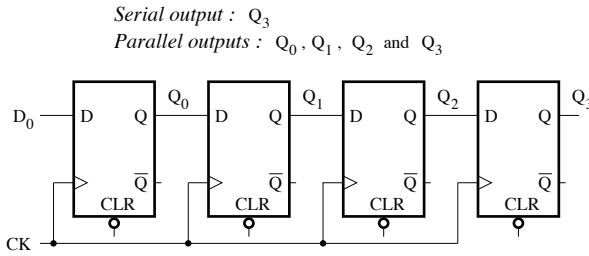 Serial output : Q3
Parallel outputs : Q0 , Q1 , Q2 and Q3
Q0 Q1 Q2 Q3
D0 D Q D Q D Q D Q
Q Q Q Q
CLR CLR CLR CLR
CK